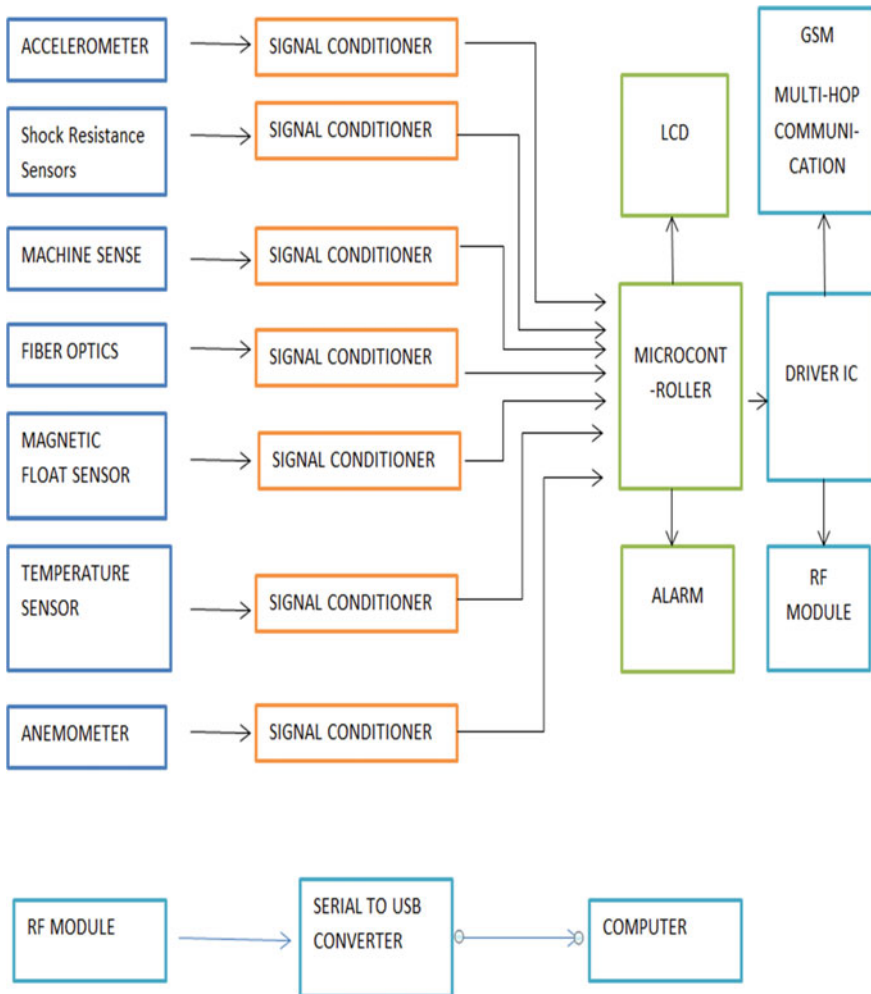 ACCELEROMETER
SIGNAL CONDITIONER
Shock Resistance
Sensors
SIGNAL CONDITIONER
MACHINE SENSE
SIGNAL CONDITIONER
FIBER OPTICS
SIGNAL CONDITIONER
MAGNETIC
FLOAT SENSOR
SIGNAL CONDITIONER
TEMPERATURE
SENSOR
SIGNAL CONDITIONER
ANEMOMETER
SIGNAL CONDITIONER
LCD
MICROCONT
-ROLLER
ALARM
GSM
MULTI-HOP
COMMUNI-
CATION
DRIVER IC
RF
MODULE
RF MODULE
SERIAL TO USB
CONVERTER
COMPUTER